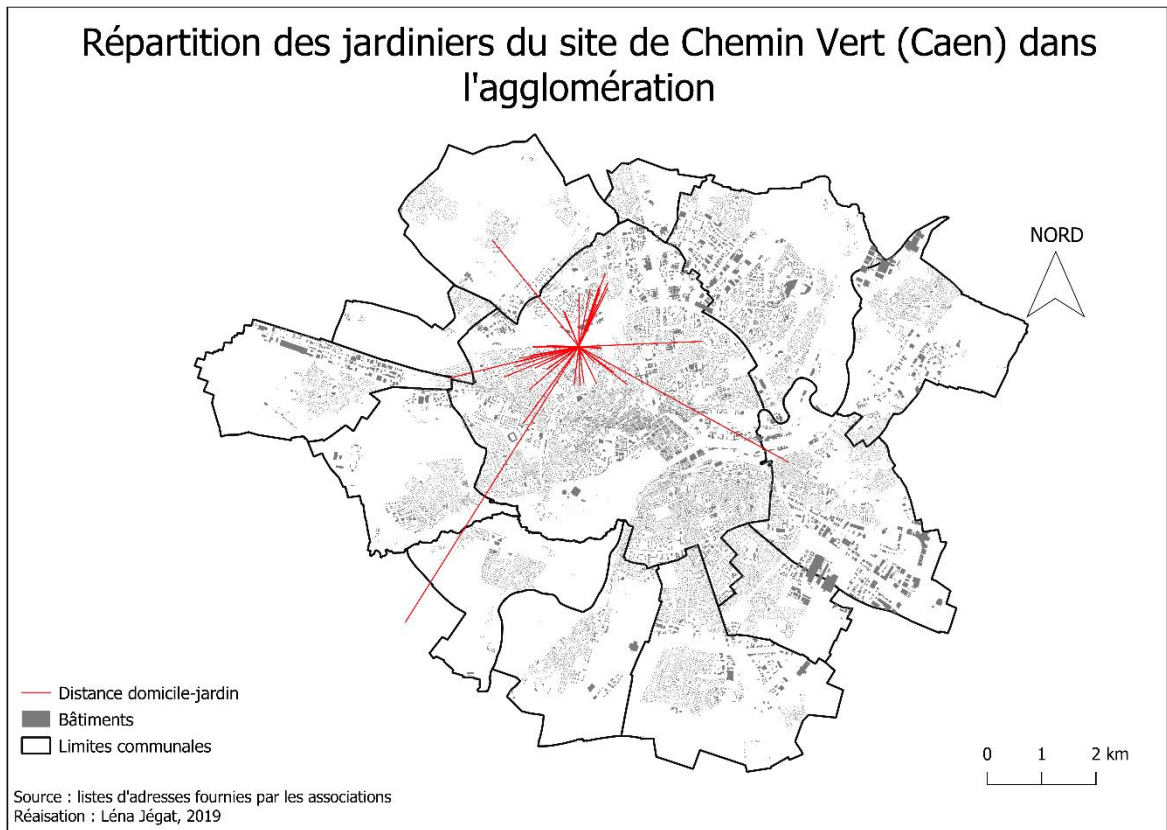 Répartition des jardiniers du site de Chemin Vert (Caen) dans
l'agglomération
NORD
Distance domicile-jardin
Bâtiments
Limites communales
0 1 2 km
Source : listes d'adresses fournies par les associations
Réaisation : Léna Jégat, 2019